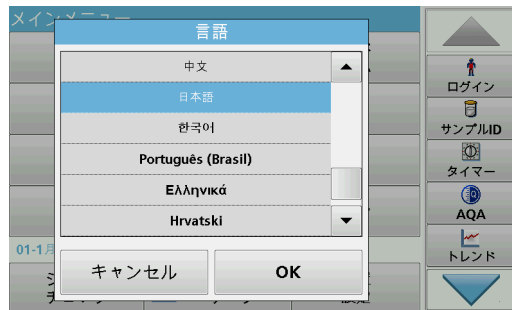 メインメニュー
言語
中文
日本語
한국어
Português (Brasil)
Ελληνικά
Hrvatski
キャンセル
OK
01-1月
ログイン
サンプルID
タイマー
AQA
トレンド